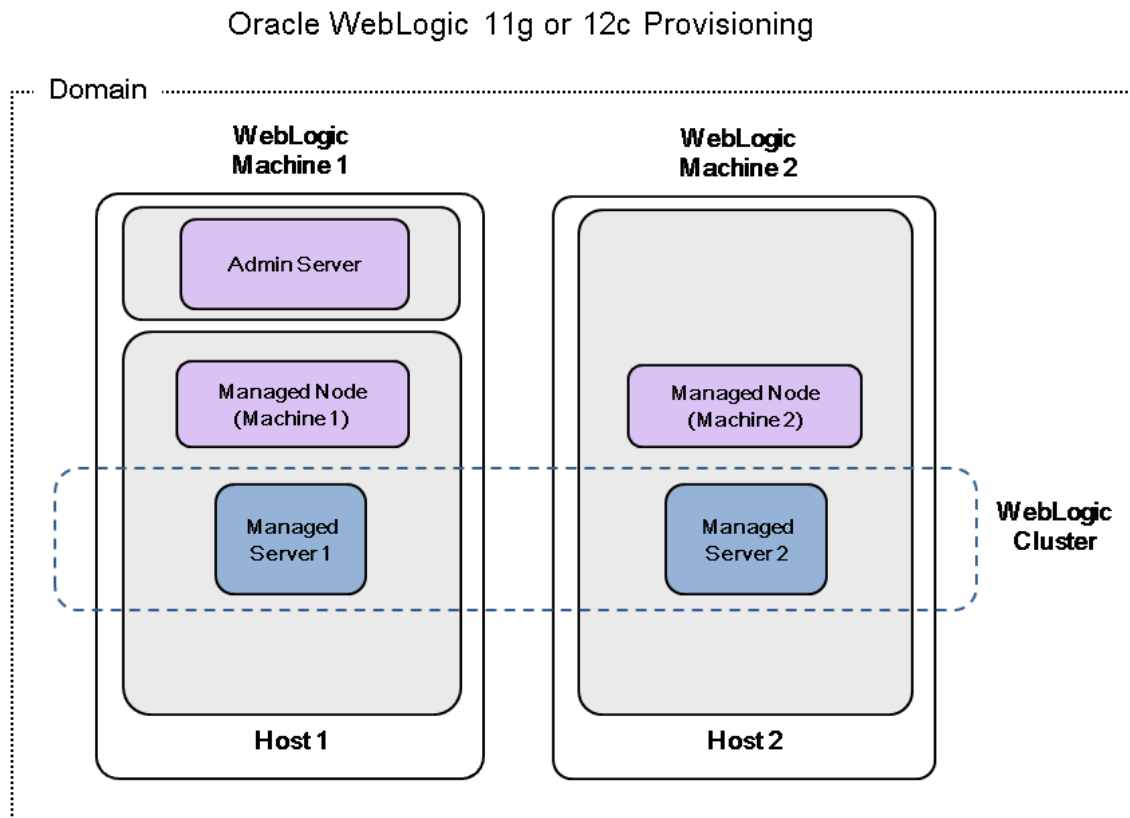 Oracle WebLogic 11g or 12c Provisioning
Domain
WebLogic
Machine 1
WebLogic
Machine 2
Admin Server
Managed Node
(Machine 1)
Managed Node
(Machine 2)
Managed
Server 1
Managed
Server 2
WebLogic
Cluster
Host 1
Host 2